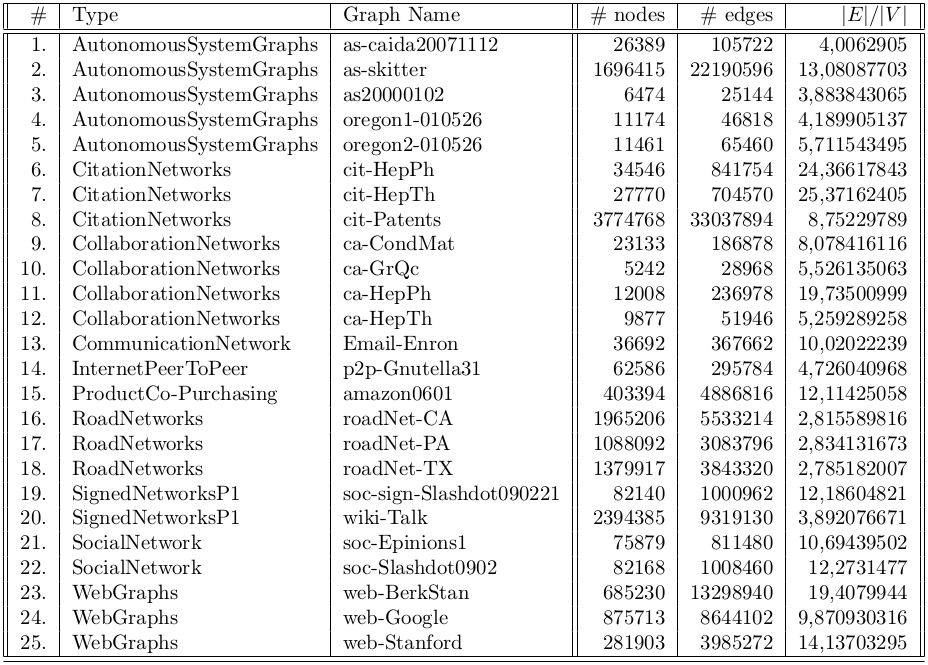 # Type Graph Name # nodes # edges |E|/|V|
1. AutonomousSystemGraphs as-caida20071112 26389 105722 4,0062905
2. AutonomousSystemGraphs as-skitter 1696415 22190596 13,08087703
3. AutonomousSystemGraphs as20000102 6474 25144 3,883843065
4. AutonomousSystemGraphs oregon1-010526 11174 46818 4,189905137
5. AutonomousSystemGraphs oregon2-010526 11461 65460 5,711543495
6. CitationNetworks cit-HepPh 34546 841754 24,36617843
7. CitationNetworks cit-HepTh 27770 704570 25,37162405
8. CitationNetworks cit-Patents 3774768 33037894 8,75229789
9. CollaborationNetworks ca-CondMat 23133 186878 8,078416116
10. CollaborationNetworks ca-GrQc 5242 28968 5,526135063
11. CollaborationNetworks ca-HepPh 12008 236978 19,73500999
12. CollaborationNetworks ca-HepTh 9877 51946 5,259289258
13. CommunicationNetwork Email-Enron 36692 367662 10,02022239
14. InternetPeerToPeer p2p-Gnutella31 62586 295784 4,726040968
15. ProductCo-Purchasing amazon0601 403394 4886816 12,11425058
16. RoadNetworks roadNet-CA 1965206 5533214 2,815589816
17. RoadNetworks roadNet-PA 1088092 3083796 2,834131673
18. RoadNetworks roadNet-TX 1379917 3843320 2,785182007
19. SignedNetworksP1 soc-sign-Slashdot090221 82140 1000962 12,18604821
20. SignedNetworksP1 wiki-Talk 2394385 9319130 3,892076671
21. SocialNetwork soc-Epinions1 75879 811480 10,69439502
22. SocialNetwork soc-Slashdot0902 82168 1008460 12,2731477
23. WebGraphs web-BerkStan 685230 13298940 19,4079944
24. WebGraphs web-Google 875713 8644102 9,870930316
25. WebGraphs web-Stanford 281903 3985272 14,13703295